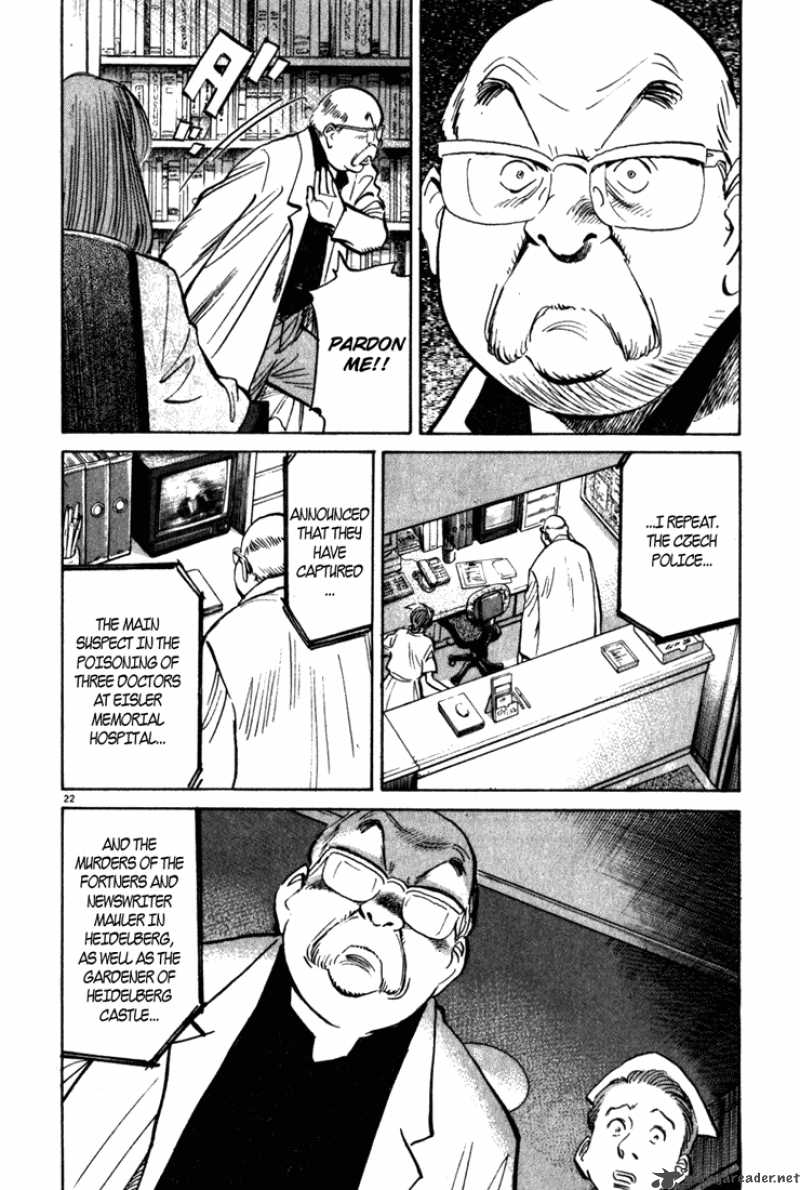 ダッ
PARDON
ME!!
...I REPEAT.
THE CZECH
POLICE...
ANNOUNCED
THAT THEY
HAVE
CAPTURED
...
THE MAIN
SUSPECT IN THE
POISONING OF
THREE DOCTORS
AT EISLER
MEMORIAL
HOSPITAL...
22
AND THE
MURDERS OF THE
FORTNERS AND
NEWSWRITER
MAULER IN
HEIDELBERG,
AS WELL AS THE
GARDENER OF
HEIDELBERG
CASTLE...